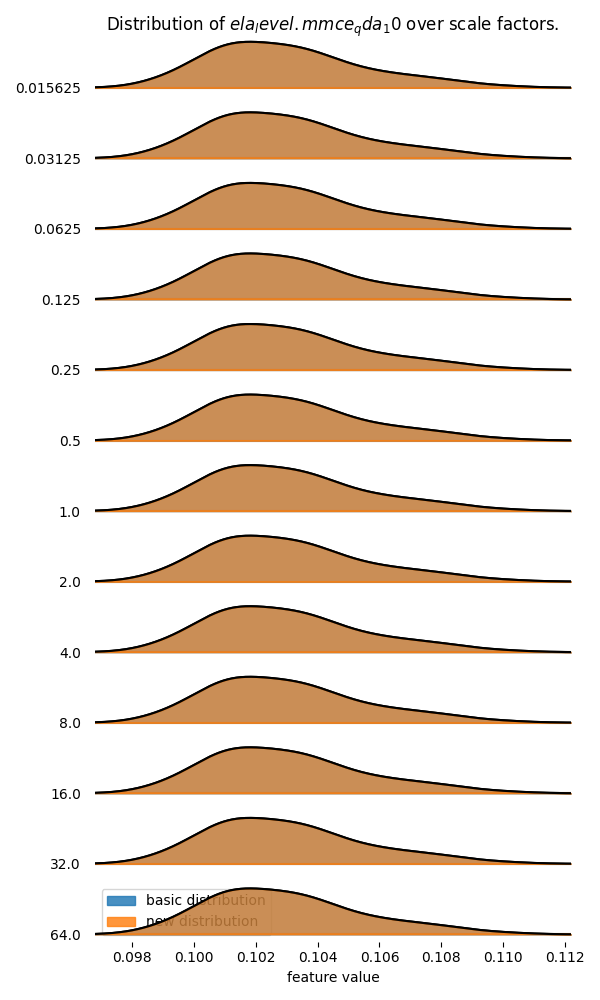 Distribution of elaₗevel.mmce_qda₁0 over scale factors.
0.015625
0.03125
0.0625
0.125
0.25
0.5
1.0
2.0
4.0
8.0
16.0
32.0
64.0
basic distribution
new distribution
0.098 0.100 0.102 0.104 0.106 0.108 0.110 0.112
feature value